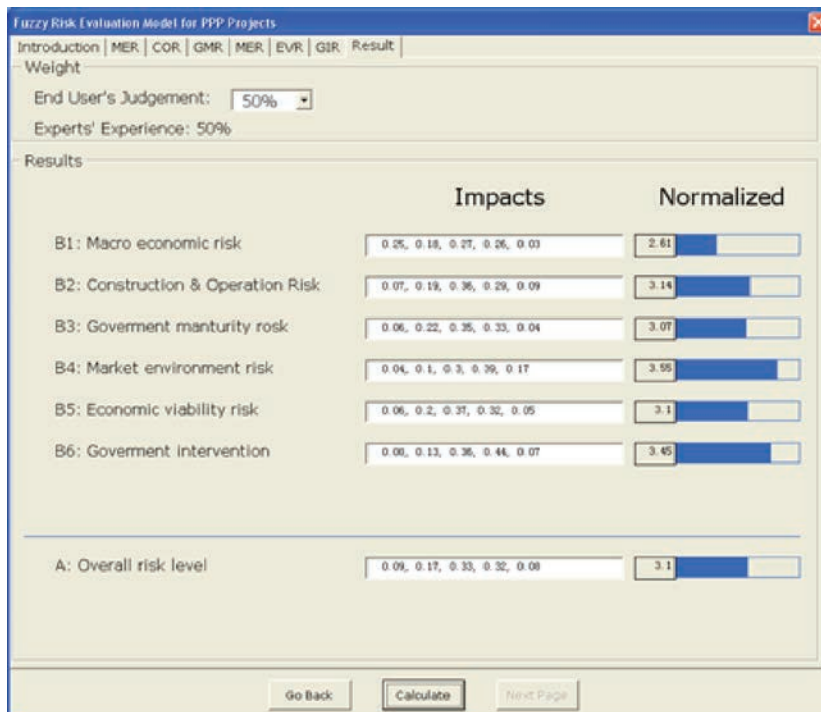 Fuzzy Risk Evaluation Model for PPP Projects
Introduction MER COR GMR MER EVR GIR Result
Weight
End User's Judgement: 50%
Experts' Experience: 50%
Results
Impacts Normalized
B1: Macro economic risk 0.25, 0.18, 0.27, 0.26, 0.03 2.61
B2: Construction & Operation Risk 0.07, 0.19, 0.36, 0.29, 0.09 3.14
B3: Goverment manturity rosk 0.06, 0.22, 0.35, 0.33, 0.04 3.07
B4: Market environment risk 0.04, 0.1, 0.3, 0.39, 0.17 3.55
B5: Economic viability risk 0.06, 0.2, 0.37, 0.32, 0.05 3.1
B6: Goverment intervention 0.00, 0.13, 0.36, 0.44, 0.07 3.45
A: Overall risk level 0.09, 0.17, 0.33, 0.32, 0.08 3.1
Go Back Calculate Next Page